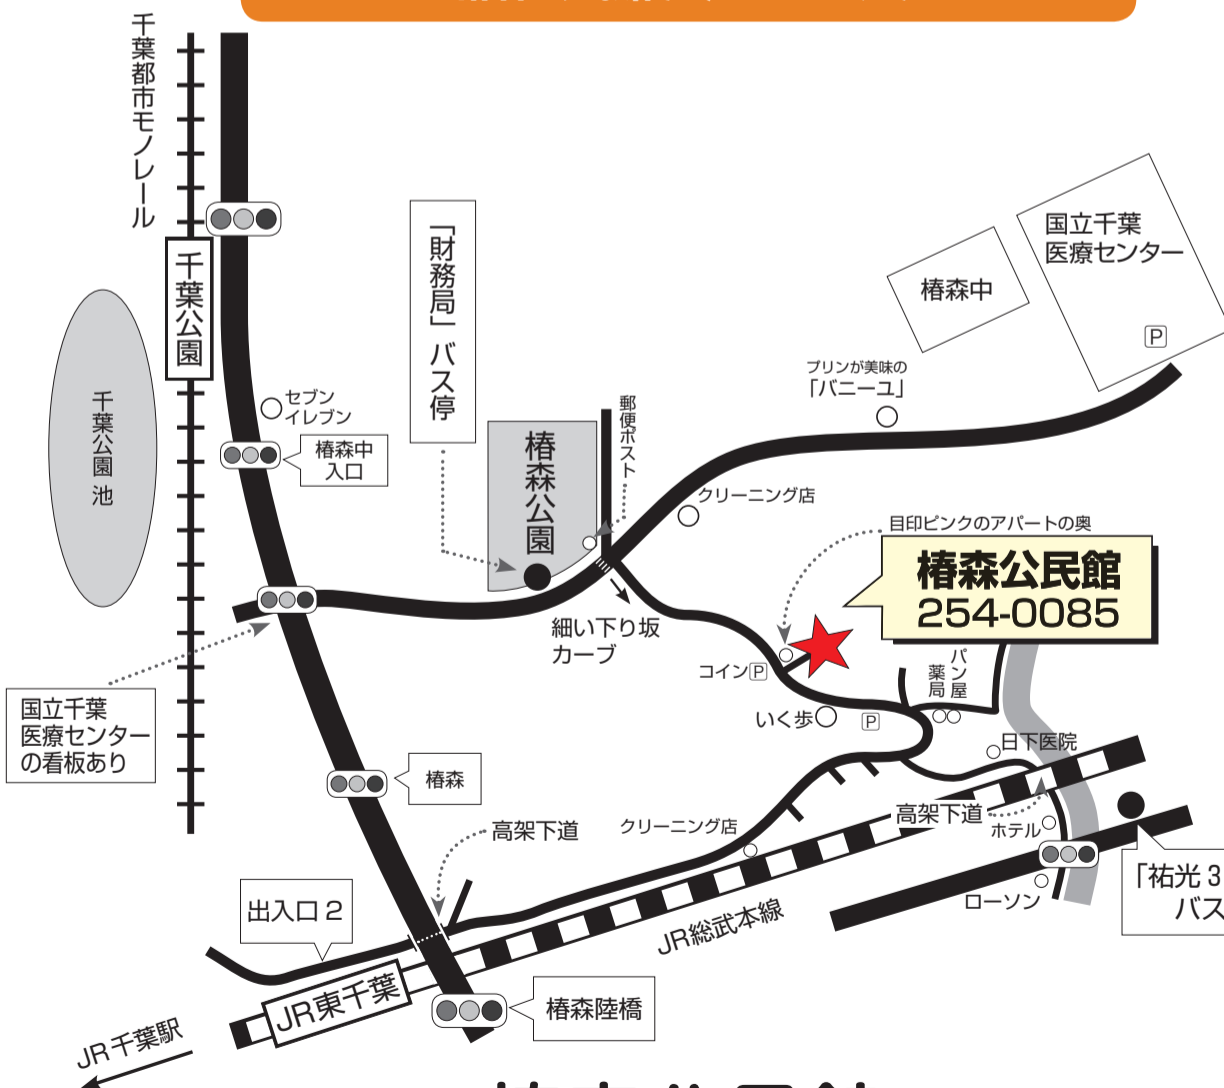 千葉都市モノレール
千葉公園
千葉公園 池
「財務局」バス停
国立千葉
医療センター
P
椿森中
プリンが美味の
「バニーユ」
セブン
イレブン
椿森中
入口
郵便ポスト
椿森公園
クリーニング店
目印ピンクのアパートの奥
椿森公民館
254-0085
細い下り坂
カーブ
コインP
パン屋
薬局
いく歩
P
日下医院
国立千葉
医療センター
の看板あり
椿森
高架下道
クリーニング店
高架下道
ホテル
「祐光3
バス
ローソン
出入口2
JR総武本線
JR東千葉
椿森陸橋
JR千葉駅